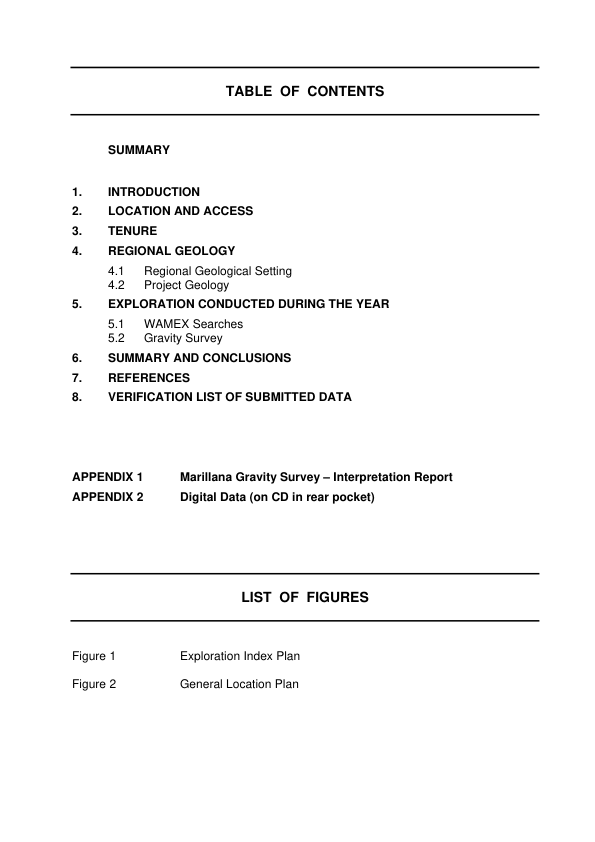 TABLE OF CONTENTS
SUMMARY
1. INTRODUCTION
2. LOCATION AND ACCESS
3. TENURE
4. REGIONAL GEOLOGY
4.1 Regional Geological Setting
4.2 Project Geology
5. EXPLORATION CONDUCTED DURING THE YEAR
5.1 WAMEX Searches
5.2 Gravity Survey
6. SUMMARY AND CONCLUSIONS
7. REFERENCES
8. VERIFICATION LIST OF SUBMITTED DATA
APPENDIX 1 Marillana Gravity Survey – Interpretation Report
APPENDIX 2 Digital Data (on CD in rear pocket)
LIST OF FIGURES
Figure 1 Exploration Index Plan
Figure 2 General Location Plan